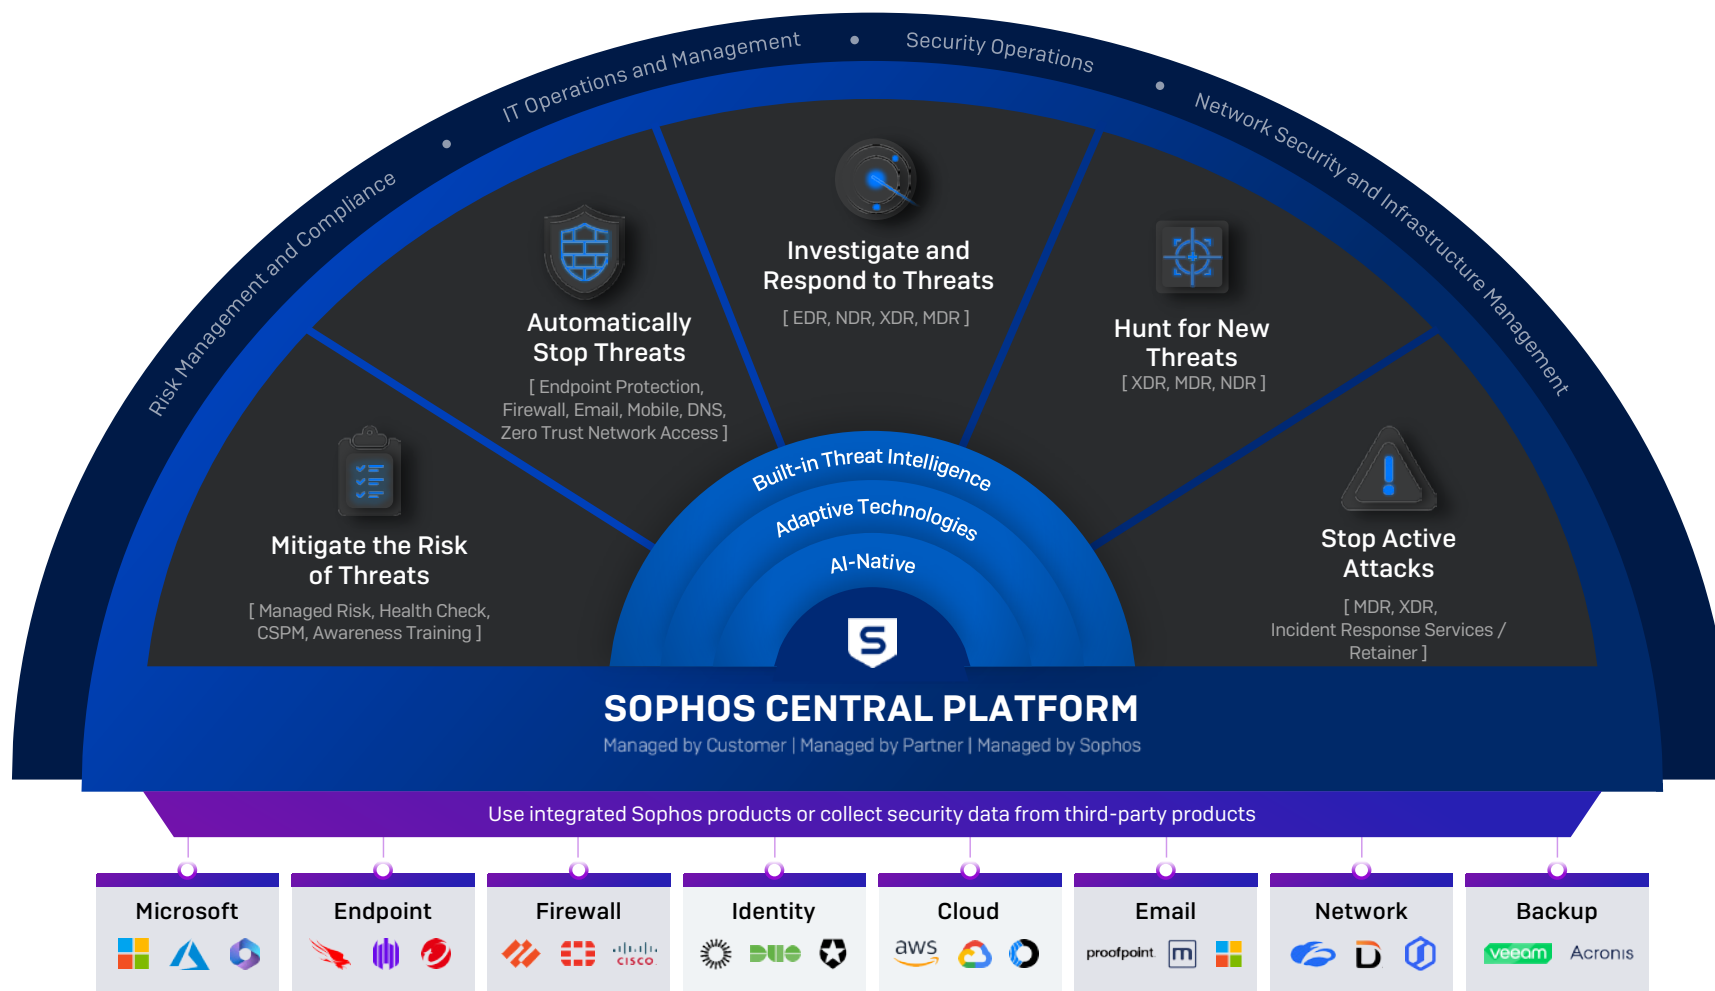 Risk Management and Compliance
•
IT Operations and Management
•
Security Operations
•
Network Security and Infrastructure Management
Mitigate the Risk
of Threats
[ Managed Risk, Health Check,
CSPM, Awareness Training ]
Automatically
Stop Threats
[ Endpoint Protection,
Firewall, Email, Mobile, DNS,
Zero Trust Network Access ]
Investigate and
Respond to Threats
[ EDR, NDR, XDR, MDR ]
Hunt for New
Threats
[ XDR, MDR, NDR ]
Stop Active
Attacks
[ MDR, XDR,
Incident Response Services /
Retainer ]
Built-in Threat Intelligence
Adaptive Technologies
AI-Native
S
SOPHOS CENTRAL PLATFORM
Managed by Customer | Managed by Partner | Managed by Sophos
Use integrated Sophos products or collect security data from third-party products
Microsoft
Endpoint
Firewall
CISCO
Identity
DUO
Cloud
aws
Email
proofpoint
m
Network
D
Backup
veeam
Acronis